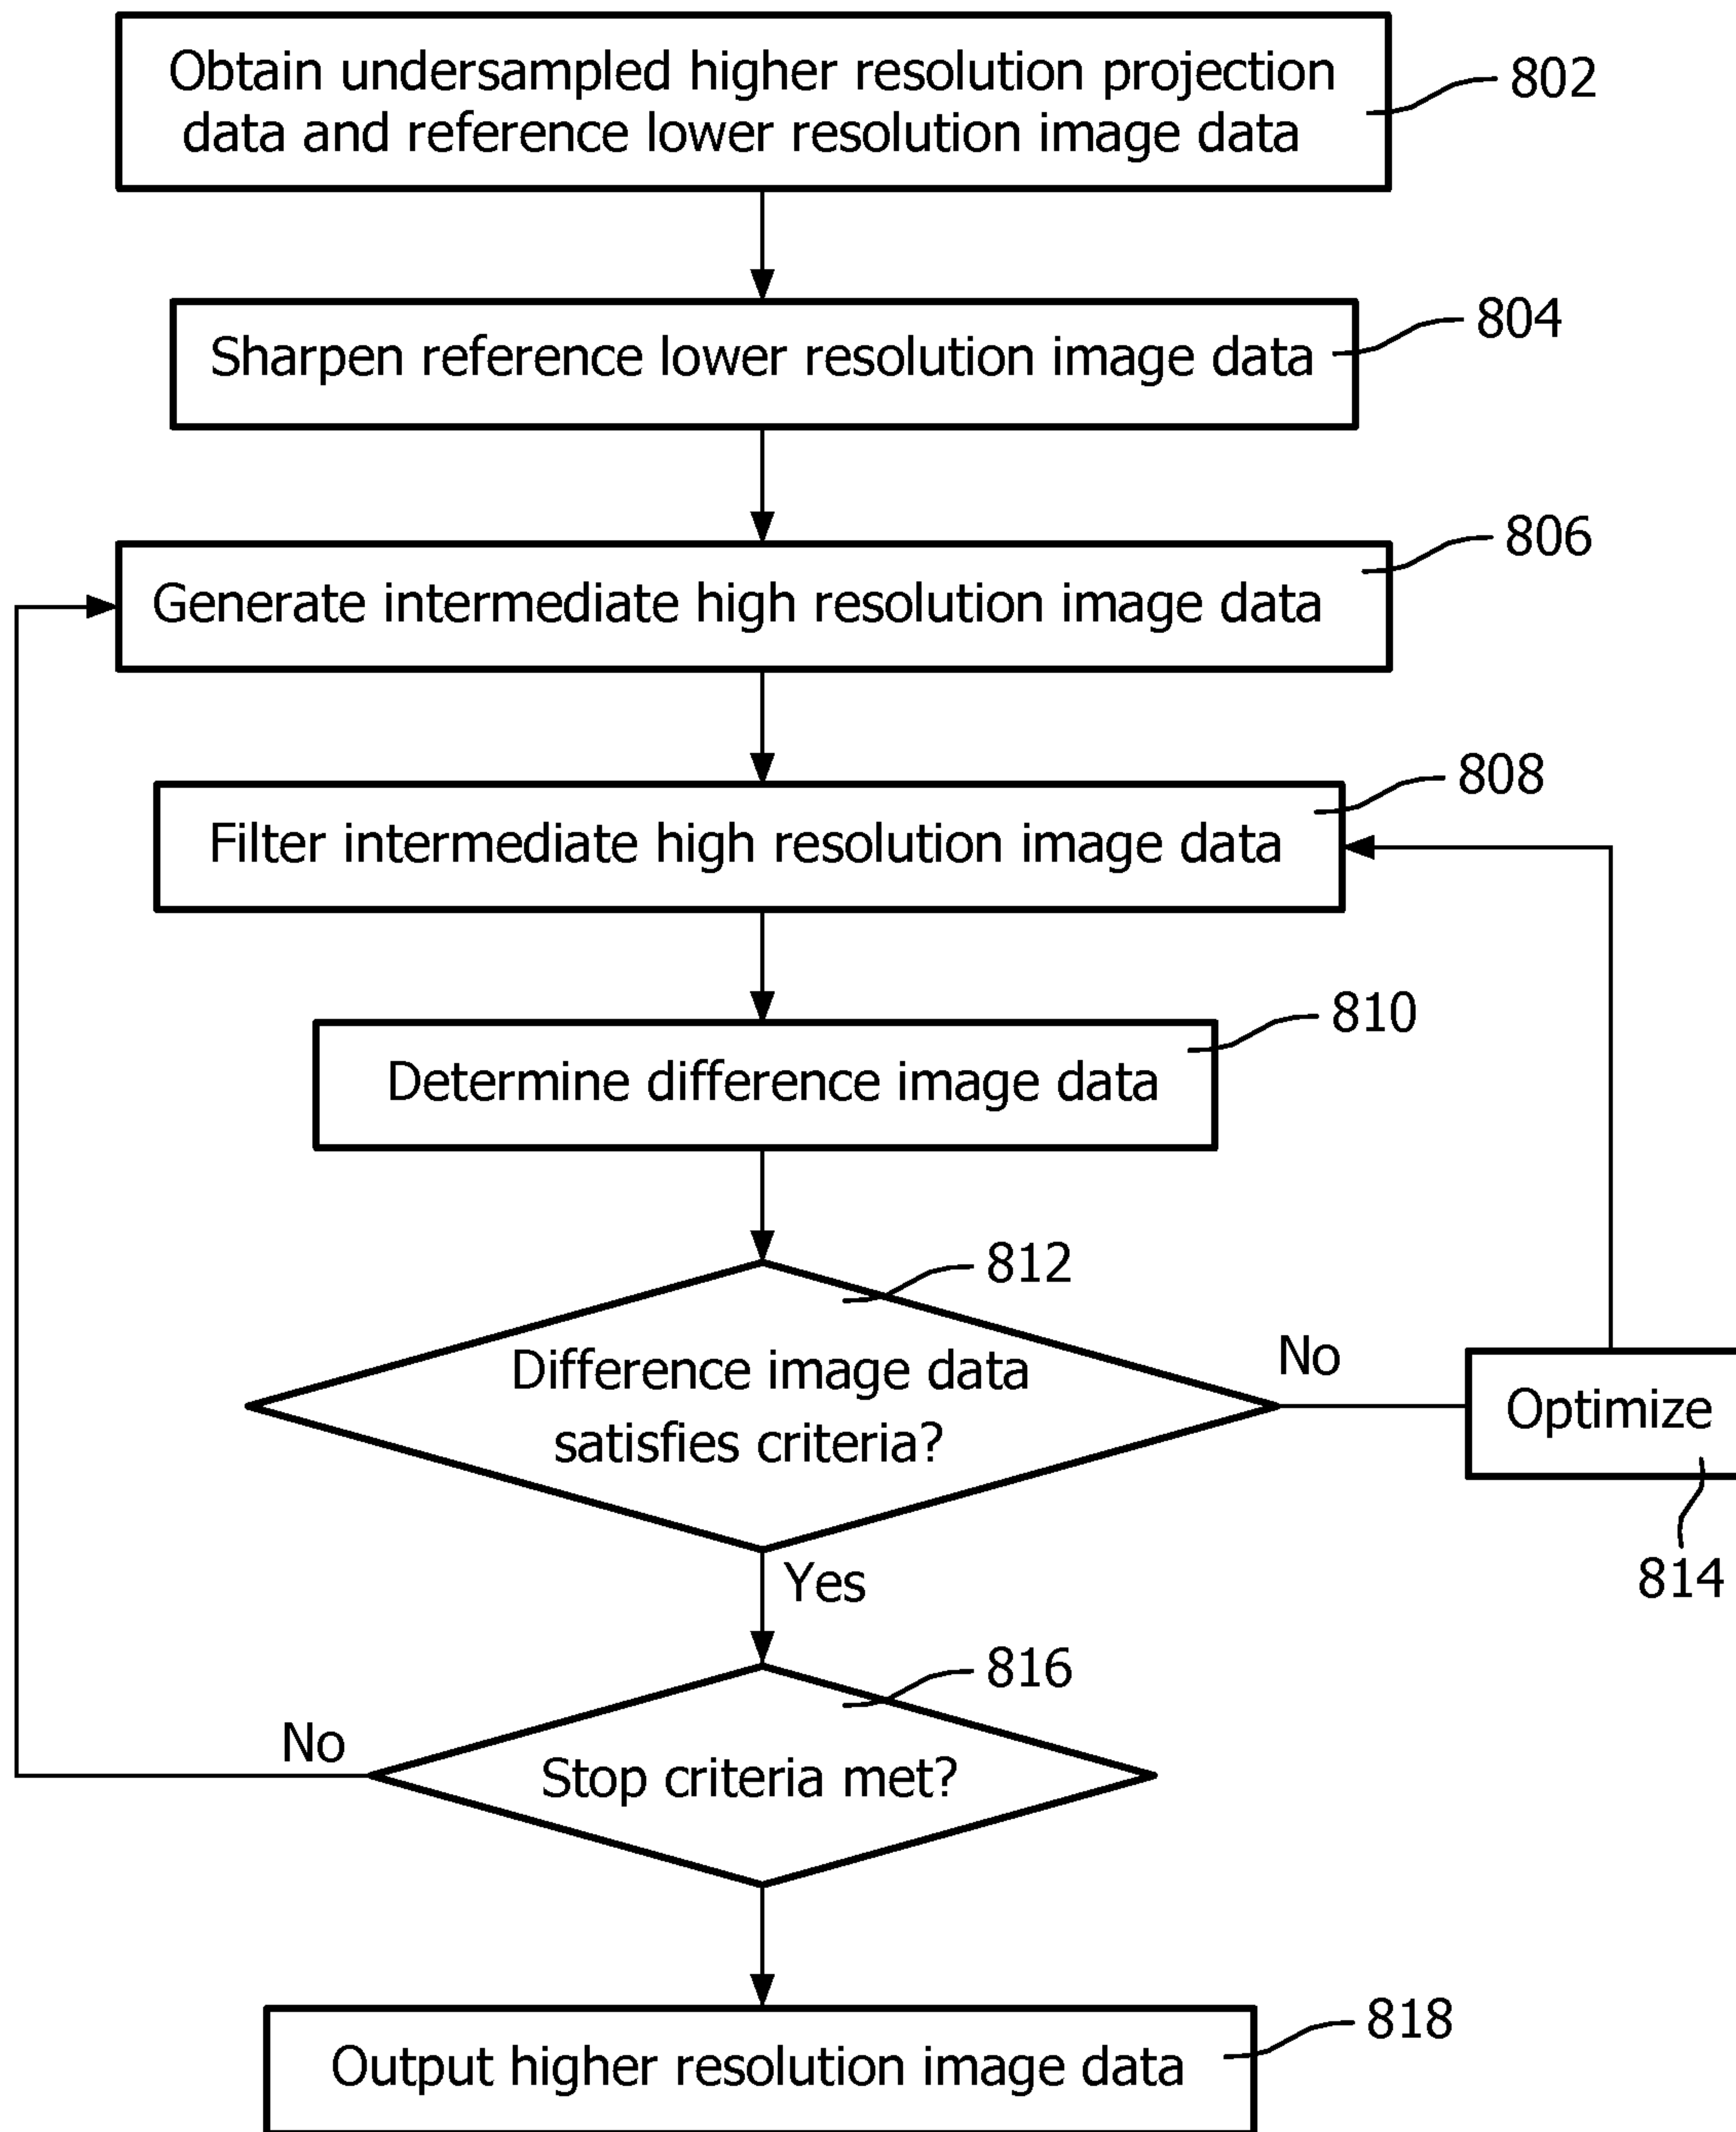 Obtain undersampled higher resolution projection
data and reference lower resolution image data
802
Sharpen reference lower resolution image data
804
Generate intermediate high resolution image data
806
Filter intermediate high resolution image data
808
Determine difference image data
810
812
Difference image data
satisfies criteria?
No
Optimize
814
Yes
816
Stop criteria met?
No
Output higher resolution image data
818